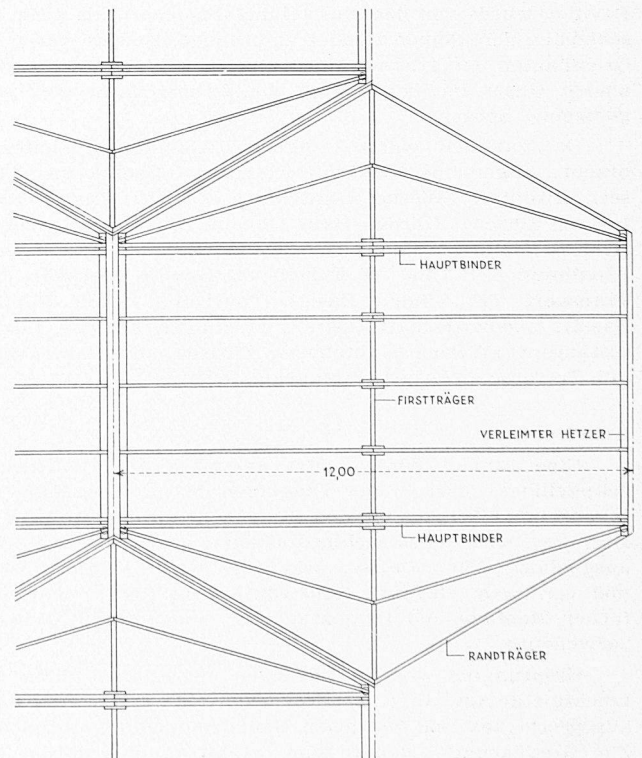 HAUPTBINDER
FIRSTTRÄGER
VERLEIMTER HETZER
12,00
HAUPTBINDER
RANDTRÄGER